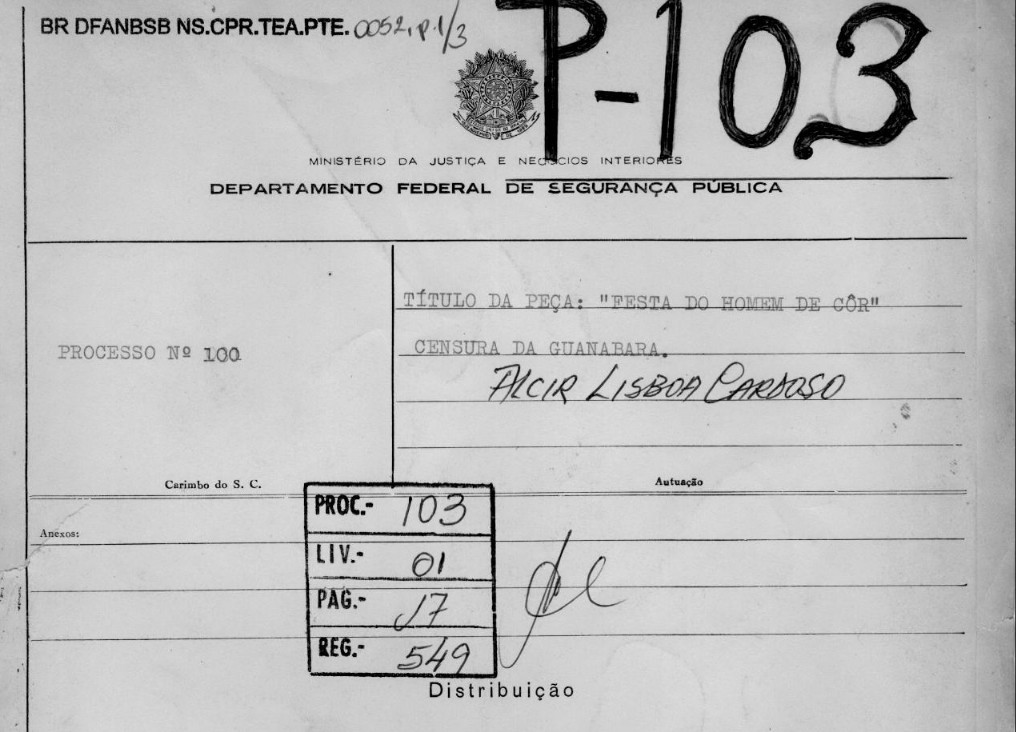 BR DFANBSB NS.CPR.TEA.PTE. 0052, p.1/3
P-103
MINISTÉRIO DA JUSTIÇA E NEGÓCIOS INTERIORES
DEPARTAMENTO FEDERAL DE SEGURANÇA PÚBLICA
TÍTULO DA PEÇA: "FESTA DO HOMEM DE CÔR"
PROCESSO Nº 100
CENSURA DA GUANABARA.
ALCIR LISBOA CARDOSO
Carimbo do S. C.
Autuação
Anexos:
PROC.- 103
LIV.- 01
PAG.- 17
REG.- 549
Distribuição